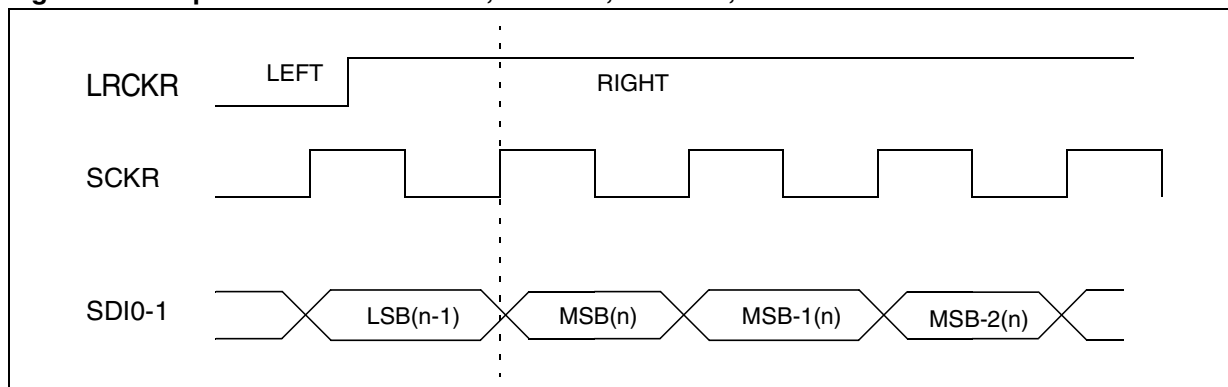 LRCKR
LEFT
RIGHT
SCKR
SDI0-1
LSB(n-1)
MSB(n)
MSB-1(n)
MSB-2(n)